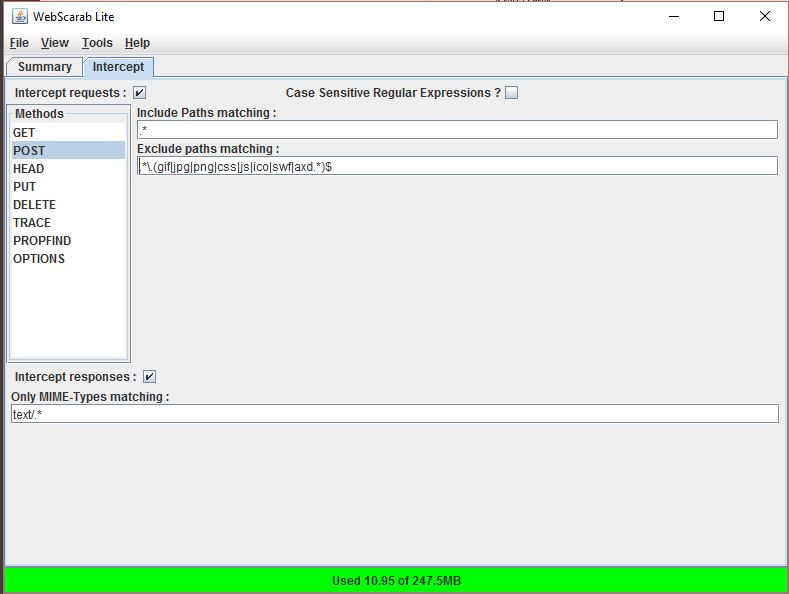 WebScarab Lite
File View Tools Help
Summary Intercept
Intercept requests : Case Sensitive Regular Expressions ?
Methods
GET
POST
HEAD
PUT
DELETE
TRACE
PROPFIND
OPTIONS
Include Paths matching :
.*
Exclude paths matching :
.*\.(gif|jpg|png|css|js|ico|swf|axd.*)$
Intercept responses :
Only MIME-Types matching :
text/.*
Used 10.95 of 247.5MB